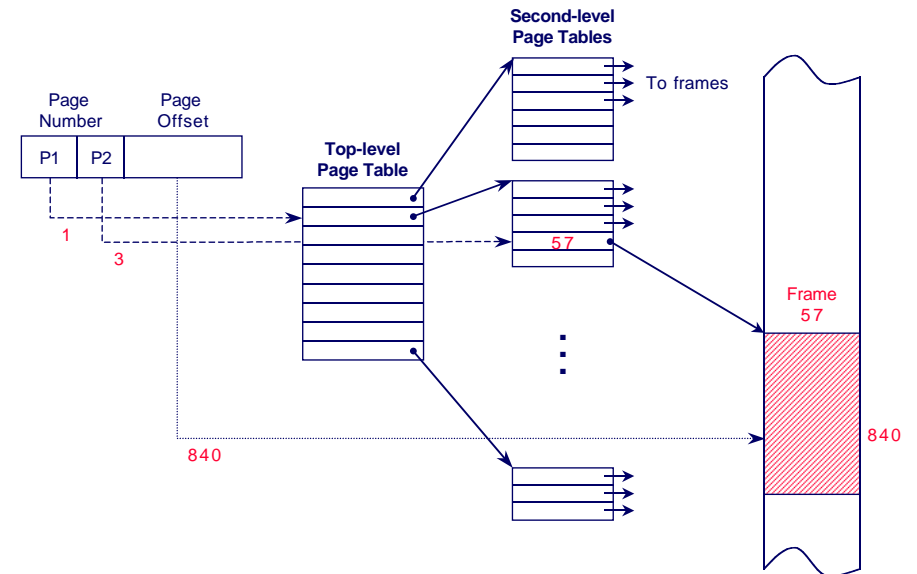 Second-level
Page Tables
To frames
Page
Number
Page
Offset
P1
P2
Top-level
Page Table
1
3
57
Frame
57
840
840